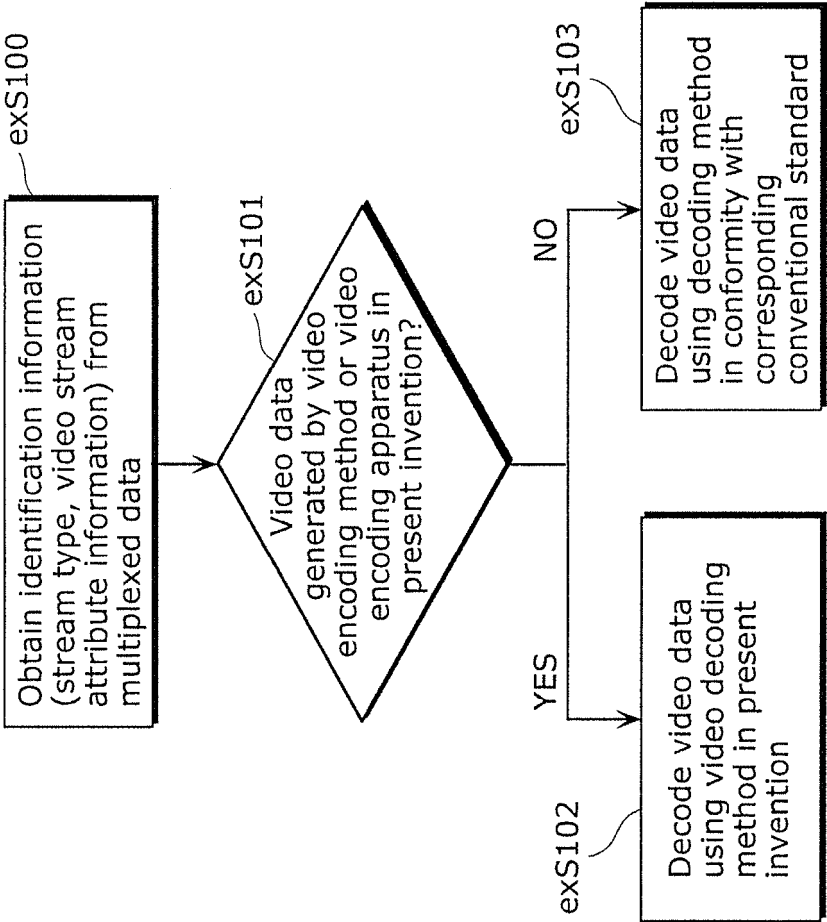 exS100
Obtain identification information
(stream type, video stream
attribute information) from
multiplexed data
exS101
Video data
generated by video
encoding method or video
encoding apparatus in
present invention?
YES
NO
exS102
Decode video data
using video decoding
method in present
invention
exS103
Decode video data
using decoding method
in conformity with
corresponding
conventional standard